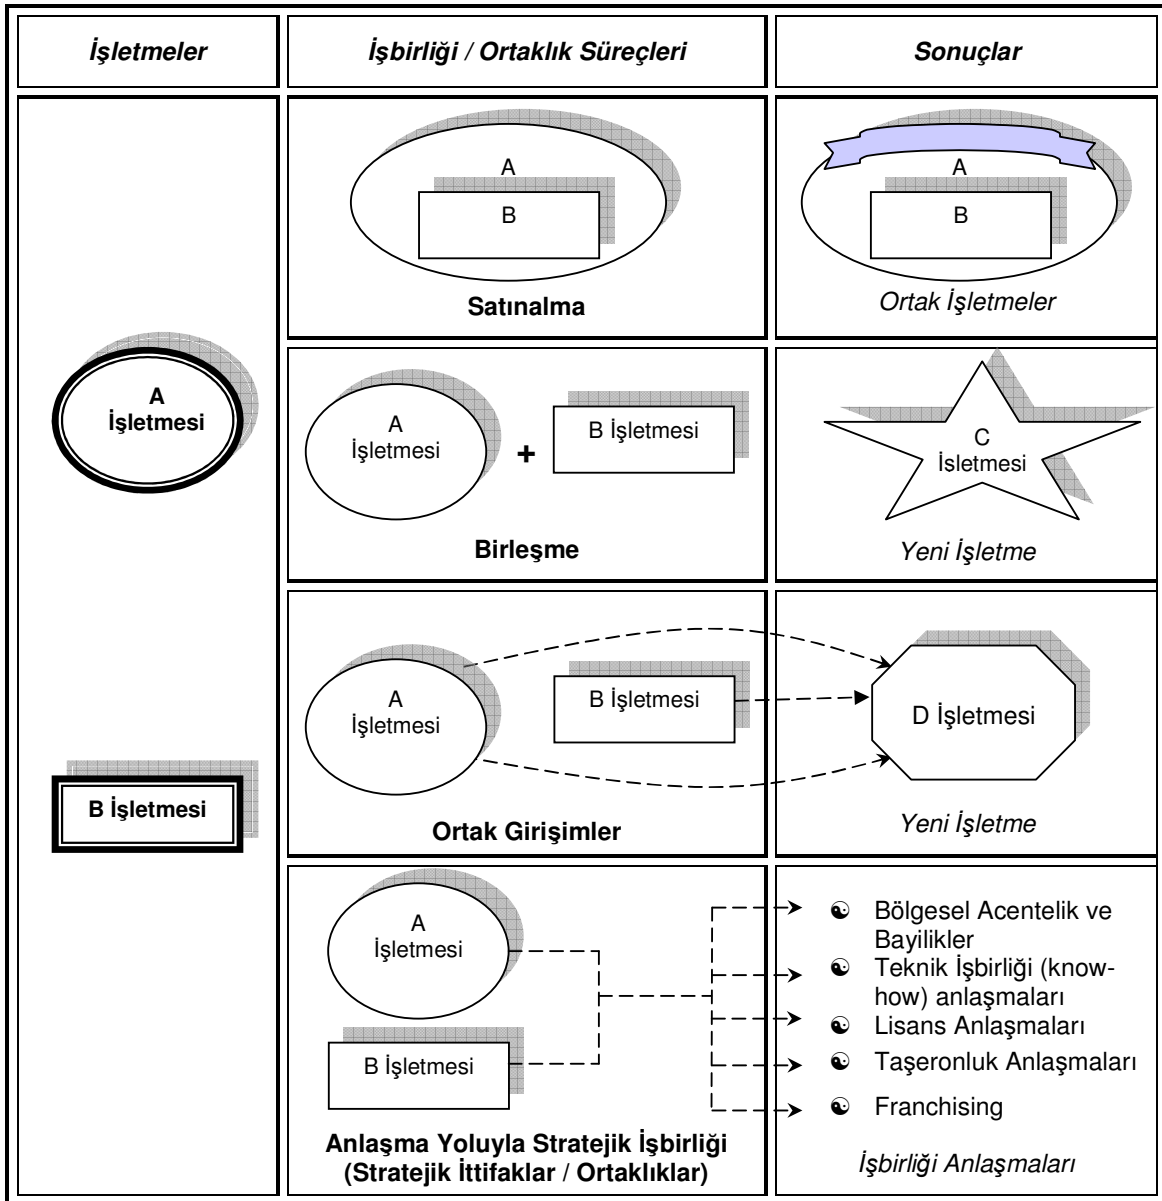 İşletmeler
İşbirliği / Ortaklık Süreçleri
Sonuçlar
A
İşletmesi
B İşletmesi
A
B
Satınalma
A
B
Ortak İşletmeler
A
İşletmesi
+
B İşletmesi
Birleşme
C
İsletmesi
Yeni İşletme
A
İşletmesi
B İşletmesi
Ortak Girişimler
D İşletmesi
Yeni İşletme
A
İşletmesi
B İşletmesi
Anlaşma Yoluyla Stratejik İşbirliği
(Stratejik İttifaklar / Ortaklıklar)
☯ Bölgesel Acentelik ve
Bayilikler
☯ Teknik İşbirliği (know-
how) anlaşmaları
☯ Lisans Anlaşmaları
☯ Taşeronluk Anlaşmaları
☯ Franchising
İşbirliği Anlaşmaları